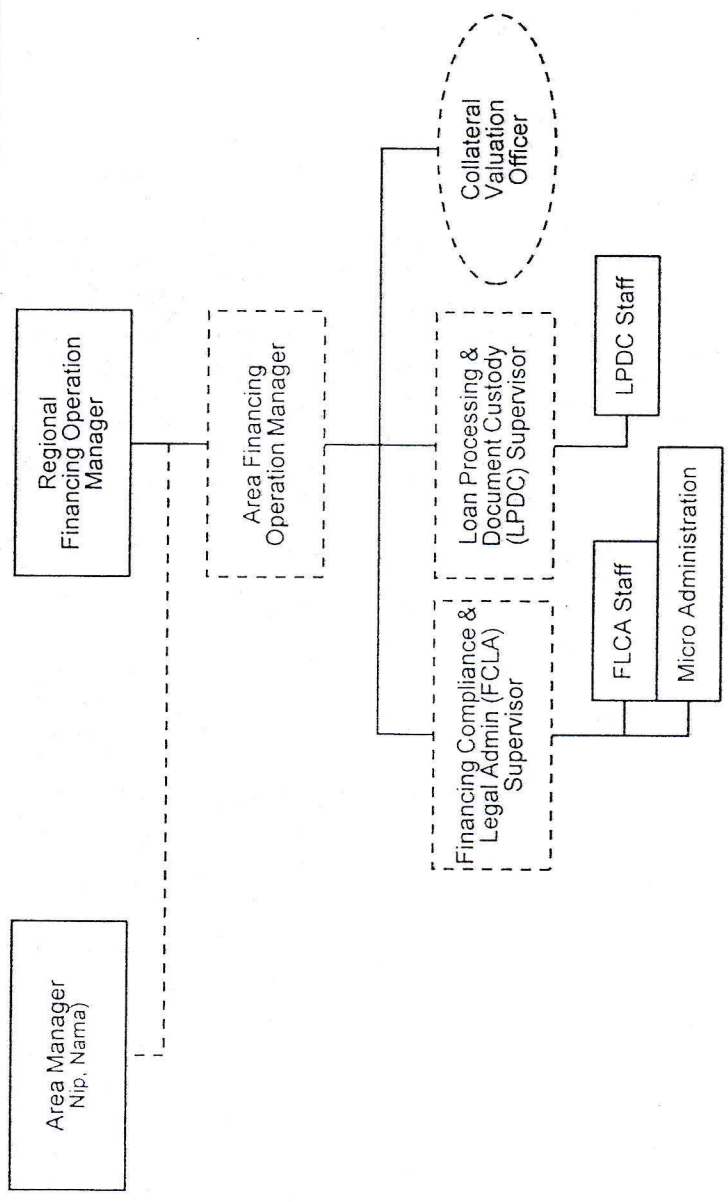 Area Manager
Nip, Nama)
Regional
Financing Operation
Manager
Area Financing
Operation Manager
Financing Compliance &
Legal Admin (FCLA)
Supervisor
Loan Processing &
Document Custody
(LPDC) Supervisor
Collateral
Valuation
Officer
FLCA Staff
Micro Administration
LPDC Staff